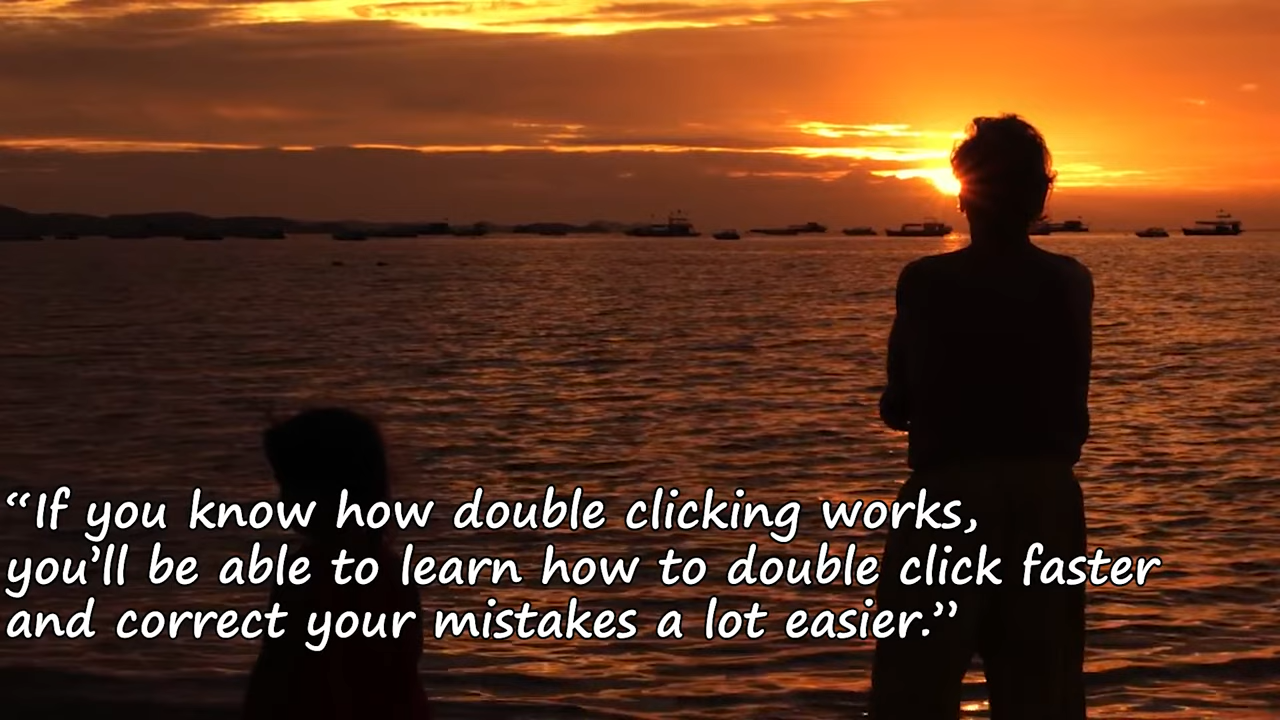 “If you know how double clicking works,
you’ll be able to learn how to double click faster
and correct your mistakes a lot easier.”